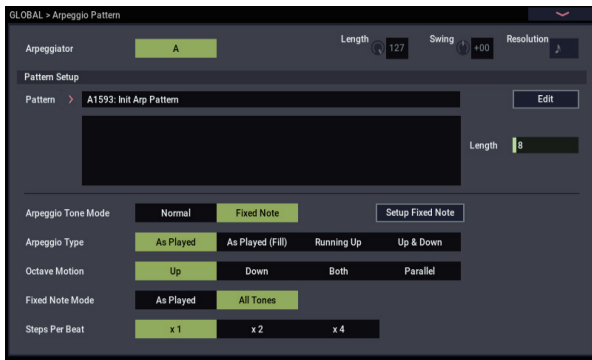 GLOBAL > Arpeggio Pattern
Arpeggiator A Length 127 Swing +00 Resolution ♪
Pattern Setup
Pattern > A1593: Init Arp Pattern Edit
Length 8
Arpeggio Tone Mode Normal Fixed Note Setup Fixed Note
Arpeggio Type As Played As Played (Fill) Running Up Up & Down
Octave Motion Up Down Both Parallel
Fixed Note Mode As Played All Tones
Steps Per Beat x 1 x 2 x 4